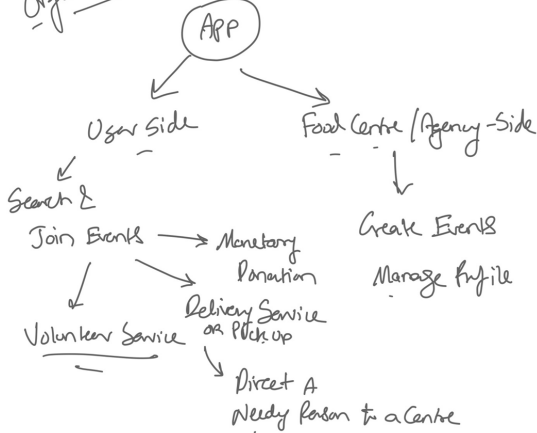 Org
App
User Side
Food Centre / Agency-Side
Search &
Join Events
Create Events
Manage Profile
Monetary
Donation
Delivery Service
OR Pick up
Volunteer Service
Direct A
Needy Person to a Centre